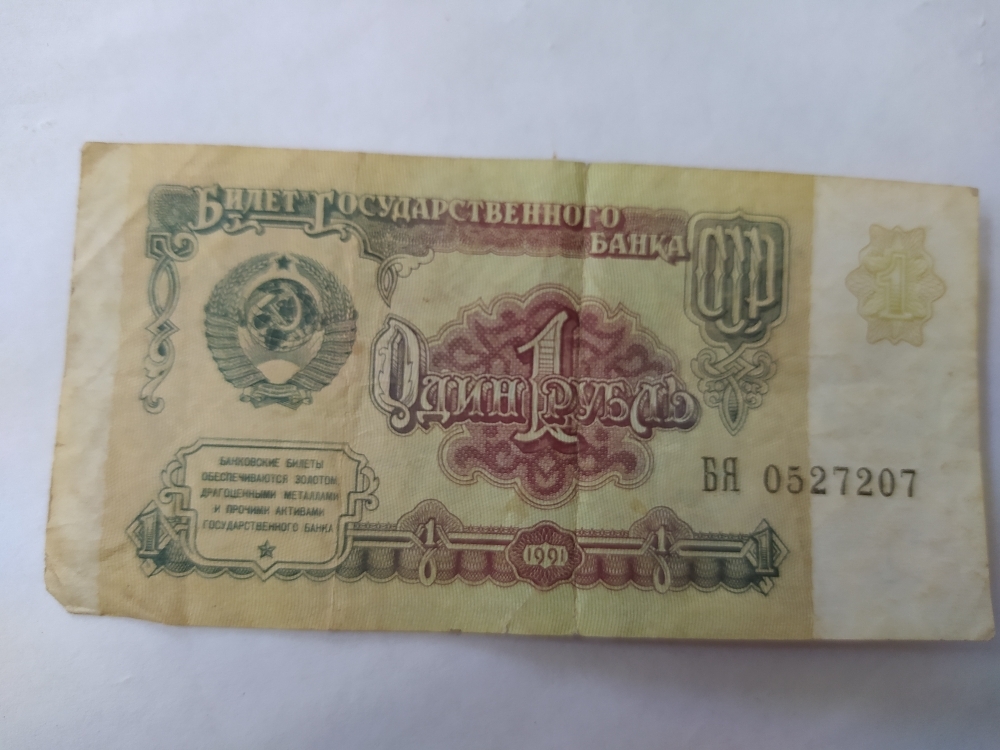 Билет Государственного
Банка
СССР
1
Один 1 рубль
БАНКОВСКИЕ БИЛЕТЫ
ОБЕСПЕЧИВАЮТСЯ ЗОЛОТОМ,
ДРАГОЦЕННЫМИ МЕТАЛЛАМИ
И ПРОЧИМИ АКТИВАМИ
ГОСУДАРСТВЕННОГО БАНКА
БЯ 0527207
1 1 1991 1 1